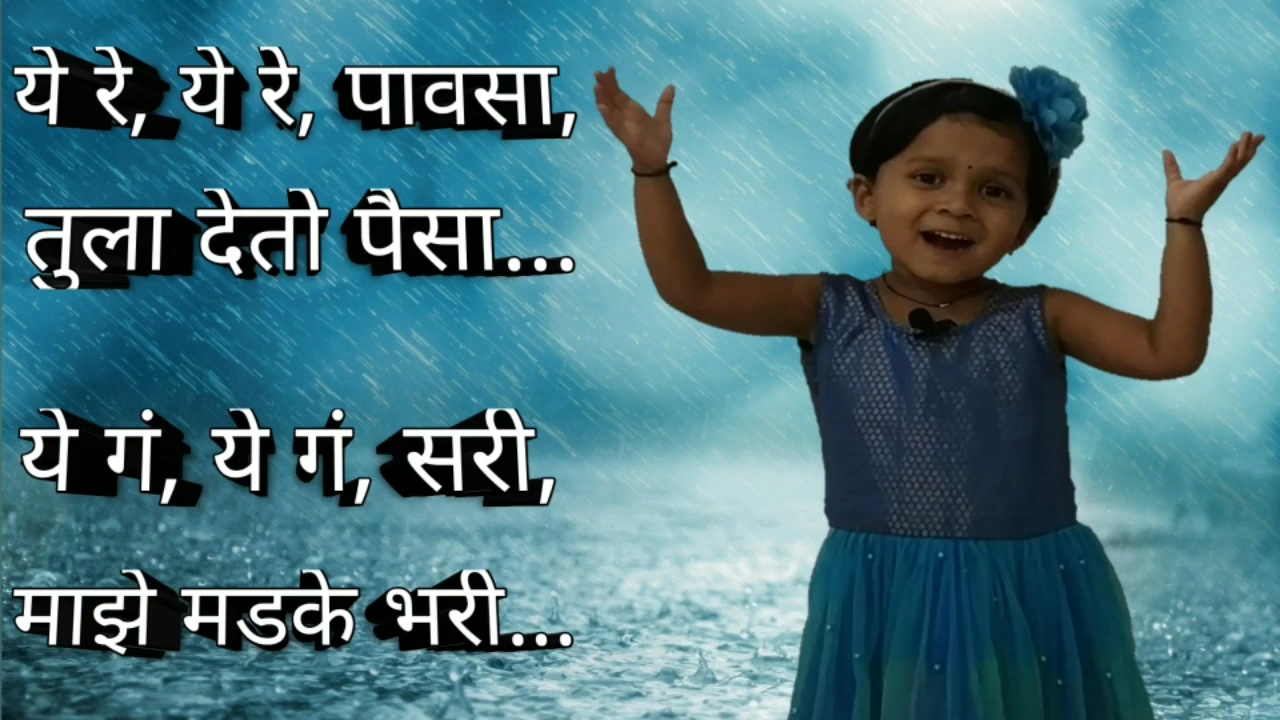 ये रे, ये रे, पावसा,
तुला देतो पैसा...
ये गं, ये गं, सरी,
माझे मडके भरी...